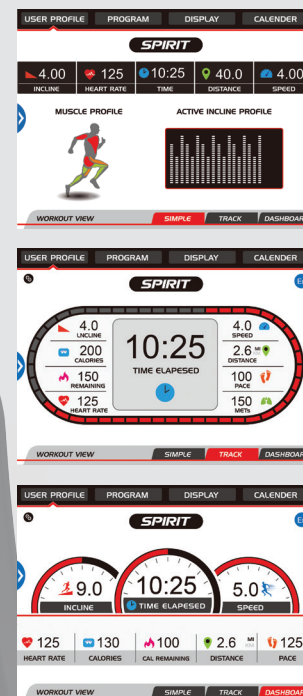 USER PROFILE PROGRAM DISPLAY CALENDER
SPIRIT
4.00 125 10:25 40.0 4.00
INCLINE HEART RATE TIME DISTANCE SPEED
MUSCLE PROFILE ACTIVE INCLINE PROFILE
WORKOUT VIEW SIMPLE TRACK DASHBOAR
USER PROFILE PROGRAM DISPLAY CALENDER
SPIRIT
4.0 UNCLINE
200 CALORIES
150 REMAINING
125 HEART RATE
10:25
TIME ELAPESED
4.0 SPEED
2.6 MI DISTANCE
100 PACE
150 METs
WORKOUT VIEW SIMPLE TRACK DASHBOAR
USER PROFILE PROGRAM DISPLAY CALENDER
SPIRIT
9.0 10:25 5.0
INCLINE TIME ELAPESED SPEED
125 130 100 2.6 MI 125
HEART RATE CALORIES CAL REMAINING DISTANCE PACE
WORKOUT VIEW SIMPLE TRACK DASHBOAR